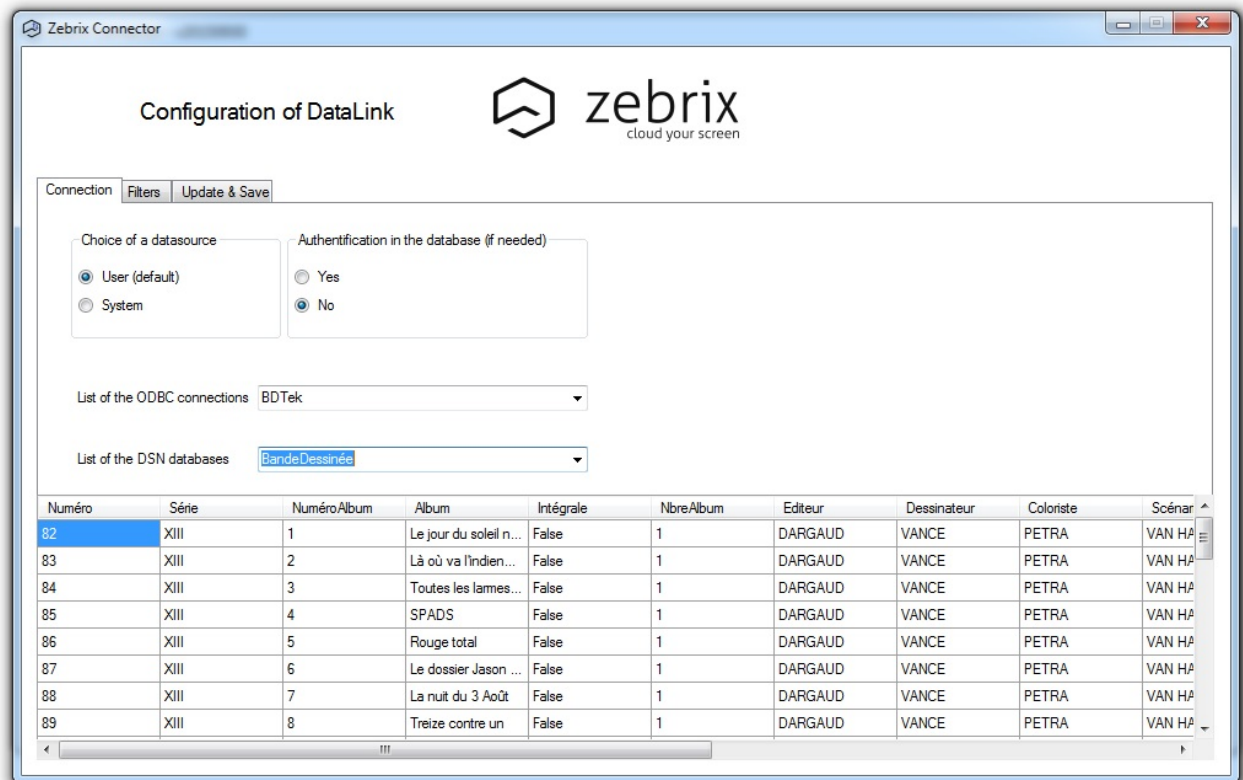 Zebrix Connector
Configuration of DataLink
zebrix
cloud your screen
Connection Filters Update & Save
Choice of a datasource Authentification in the database (if needed)
User (default) Yes
System No
List of the ODBC connections BDTek
List of the DSN databases BandeDessinée
Numéro Série NuméroAlbum Album Intégrale NbreAlbum Editeur Dessinateur Coloriste Scénar
82 XIII 1 Le jour du soleil n... False 1 DARGAUD VANCE PETRA VAN HA
83 XIII 2 Là où va l'indien... False 1 DARGAUD VANCE PETRA VAN HA
84 XIII 3 Toutes les larmes... False 1 DARGAUD VANCE PETRA VAN HA
85 XIII 4 SPADS False 1 DARGAUD VANCE PETRA VAN HA
86 XIII 5 Rouge total False 1 DARGAUD VANCE PETRA VAN HA
87 XIII 6 Le dossier Jason ... False 1 DARGAUD VANCE PETRA VAN HA
88 XIII 7 La nuit du 3 Août False 1 DARGAUD VANCE PETRA VAN HA
89 XIII 8 Treize contre un False 1 DARGAUD VANCE PETRA VAN HA